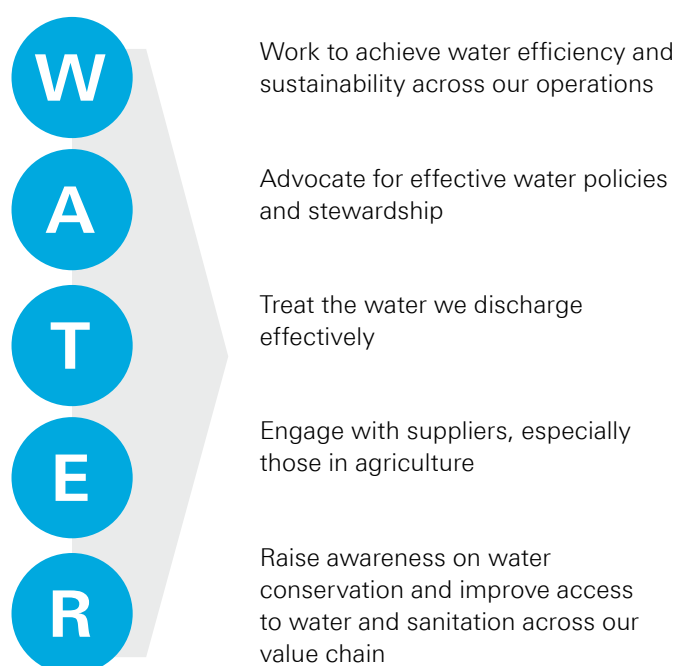 W
Work to achieve water efficiency and
sustainability across our operations
A
Advocate for effective water policies
and stewardship
T
Treat the water we discharge
effectively
E
Engage with suppliers, especially
those in agriculture
R
Raise awareness on water
conservation and improve access
to water and sanitation across our
value chain